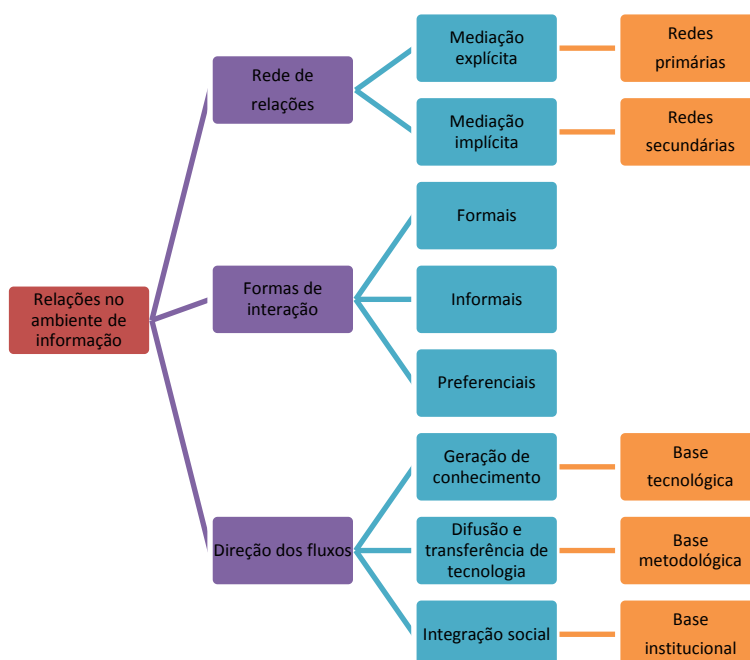 Relações no
ambiente de
informação
Rede de
relações
Mediação
explícita
Redes
primárias
Mediação
implícita
Redes
secundárias
Formas de
interação
Formais
Informais
Preferenciais
Direção dos fluxos
Geração de
conhecimento
Base
tecnológica
Difusão e
transferência de
tecnologia
Base
metodológica
Integração social
Base
institucional